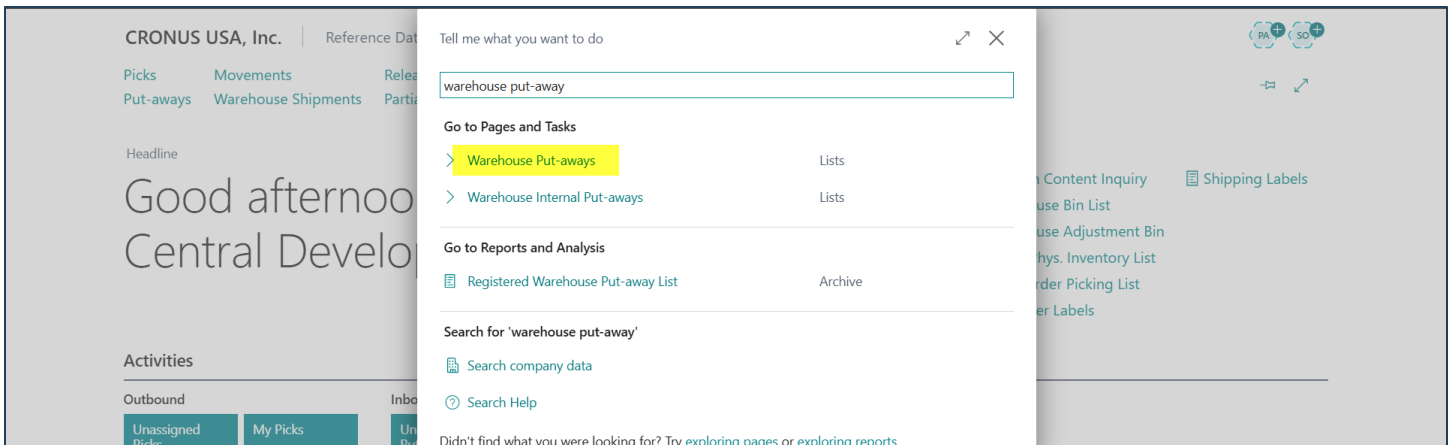 CRONUS USA, Inc.
Reference Dat
Picks Movements Relea
Put-aways Warehouse Shipments Partia
Headline
Good afternoo
Central Develo
Activities
Outbound
Inbo
Unassigned
Picks
My Picks
Un
Tell me what you want to do
warehouse put-away
Go to Pages and Tasks
Warehouse Put-aways Lists
Warehouse Internal Put-aways Lists
Go to Reports and Analysis
Registered Warehouse Put-away List Archive
Search for 'warehouse put-away'
Search company data
Search Help
Didn't find what you were looking for? Try exploring pages or exploring reports
PA
SO
Content Inquiry Shipping Labels
use Bin List
use Adjustment Bin
hys. Inventory List
rder Picking List
er Labels